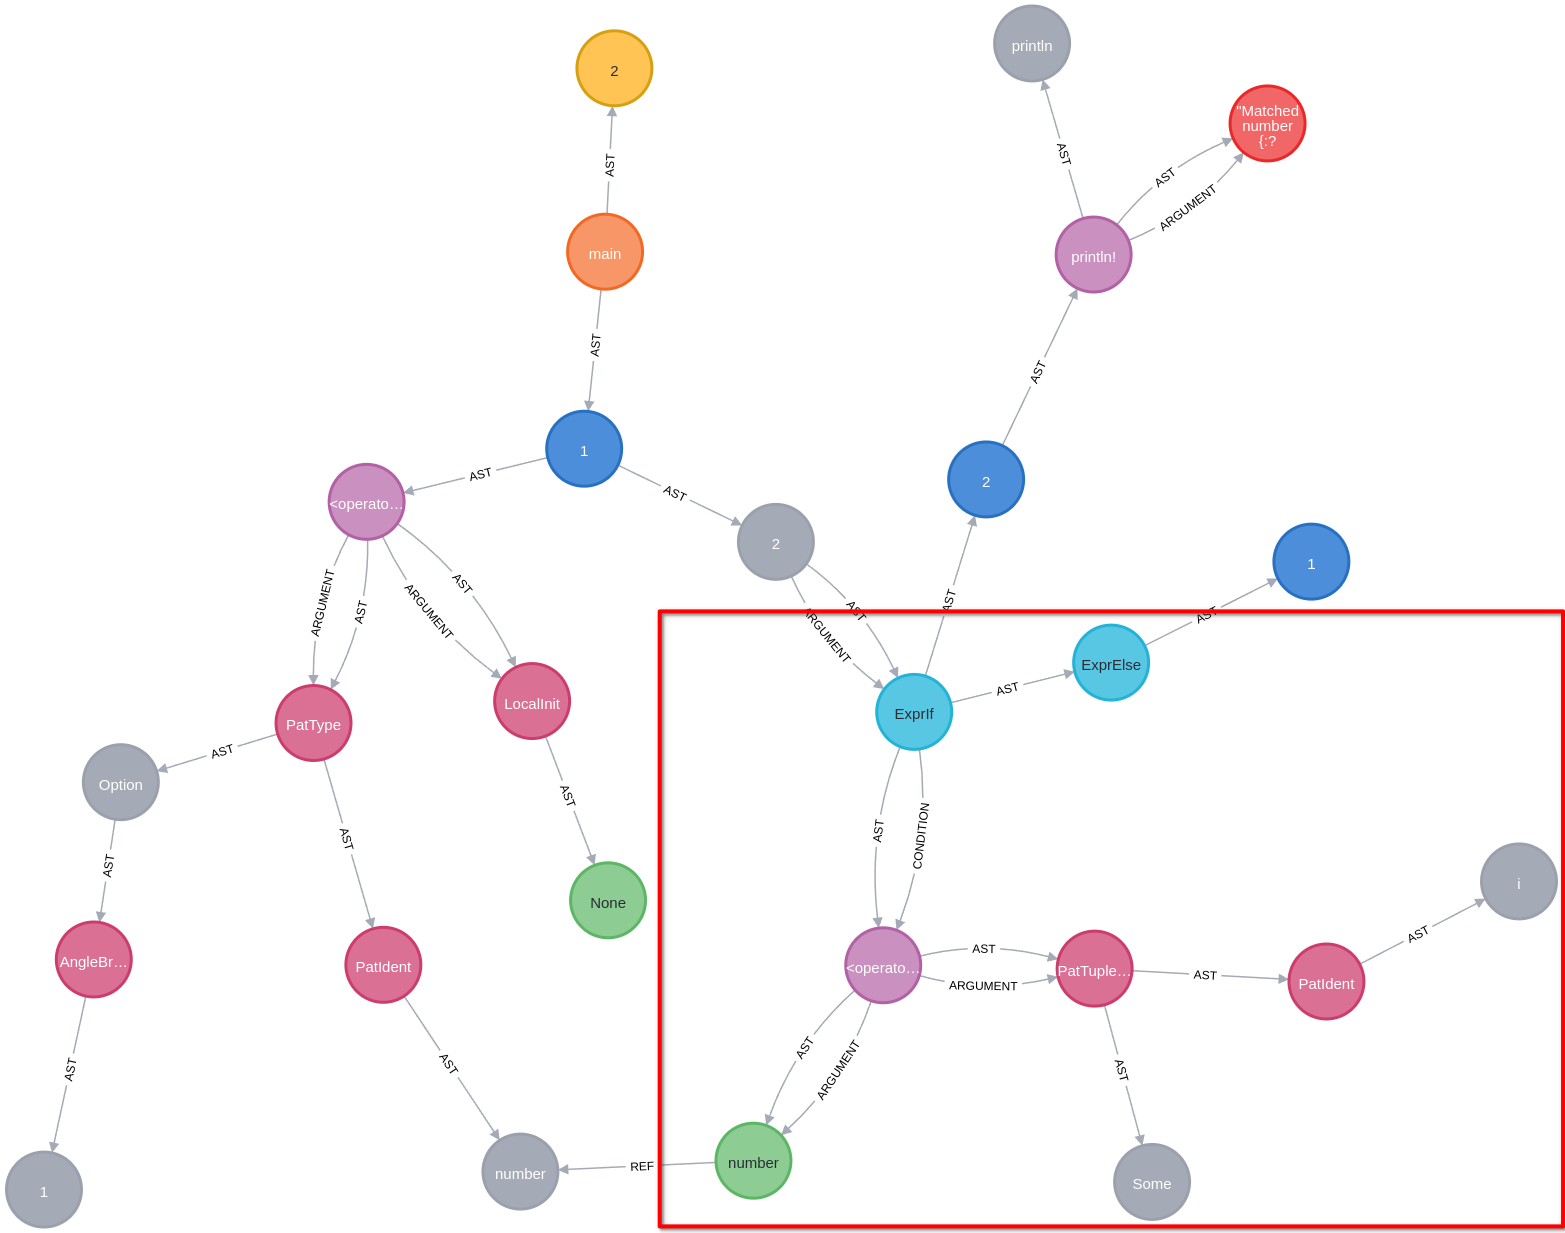 println
2
"Matched
number
{:?
AST
AST
AST
ARGUMENT
main
println!
AST
AST
1
AST
<operato…
AST
2
2
1
ARGUMENT
AST
AST
ARGUMENT
AST
ARGUMENT
AST
AST
ExprElse
PatType
LocalInit
ExprIf
AST
AST
Option
AST
AST
AST
AST
CONDITION
AST
None
i
AST
AngleBr…
PatIdent
<operato…
AST
ARGUMENT
PatTuple…
AST
PatIdent
AST
AST
AST
ARGUMENT
AST
1
number
REF
number
Some